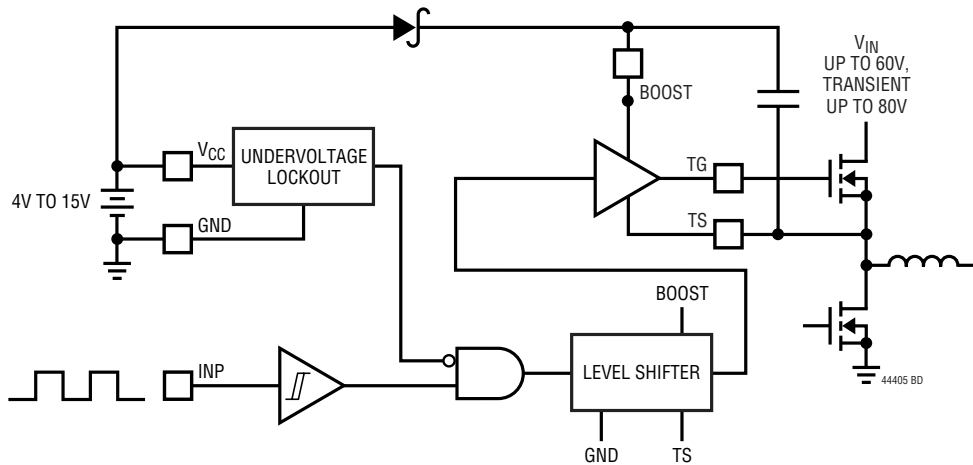 V_IN
UP TO 60V,
TRANSIENT
UP TO 80V
BOOST
VCC
UNDERVOLTAGE
LOCKOUT
TG
4V TO 15V
GND
TS
BOOST
INP
LEVEL SHIFTER
44405 BD
GND
TS